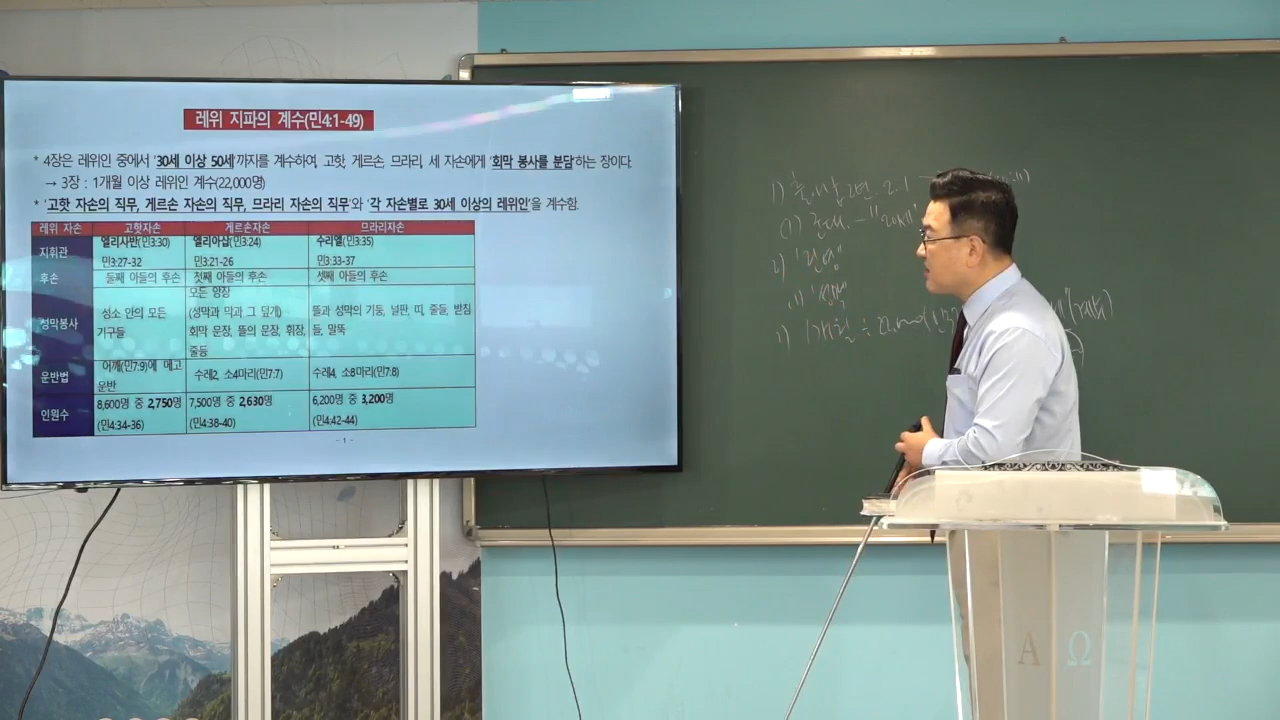 레위 지파의 계수(민4:1-49)
* 4장은 레위인 중에서 '30세 이상 50세'까지를 계수하여, 고핫, 게르손, 므라리, 세 자손에게 '회막 봉사를 분담'하는 장이다.
→ 3장 : 1개월 이상 레위인 계수(22,000명)
* '고핫 자손의 직무, 게르손 자손의 직무, 므라리 자손의 직무'와 '각 자손별로 30세 이상의 레위인'을 계수함.
레위 자손 고핫자손 게르손자손 므라리자손
지휘관 엘리사반(민3:30) 엘리아삽(민3:24) 수리엘(민3:35)
민3:27-32 민3:21-26 민3:33-37
후손 둘째 아들의 후손 첫째 아들의 후손 셋째 아들의 후손
성막봉사 성소 안의 모든 기구들
모든 앙장
(성막과 막과 그 덮개)
회막 문장, 뜰의 문장, 휘장, 줄들
뜰과 성막의 기둥, 널판, 띠, 줄들, 받침들, 말뚝
운반법 어깨(민7:9)에 메고 운반 수레2, 소4마리(민7:7) 수레4, 소8마리(민7:8)
인원수 8,600명 중 2,750명 7,500명 중 2,630명 6,200명 중 3,200명
(민4:34-36) (민4:38-40) (민4:42-44)
- 1 -
1)
2.1
(1)
"20세"
2)
Α Ω